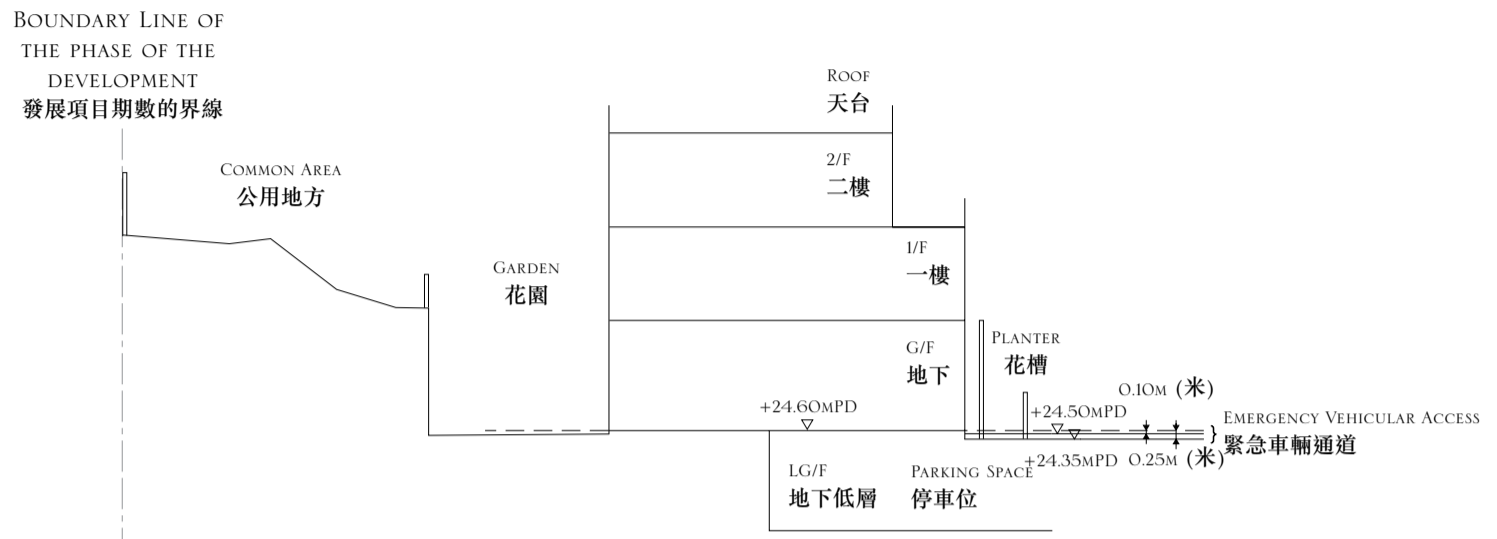 BOUNDARY LINE OF
THE PHASE OF THE
DEVELOPMENT
發展項目期數的界線
COMMON AREA
公用地方
GARDEN
花園
ROOF
天台
2/F
二樓
1/F
一樓
G/F
地下
PLANTER
花槽
+24.60MPD
0.10M (米)
+24.50MPD
EMERGENCY VEHICULAR ACCESS
緊急車輛通道
+24.35MPD 0.25M (米)
LG/F
地下低層
PARKING SPACE
停車位